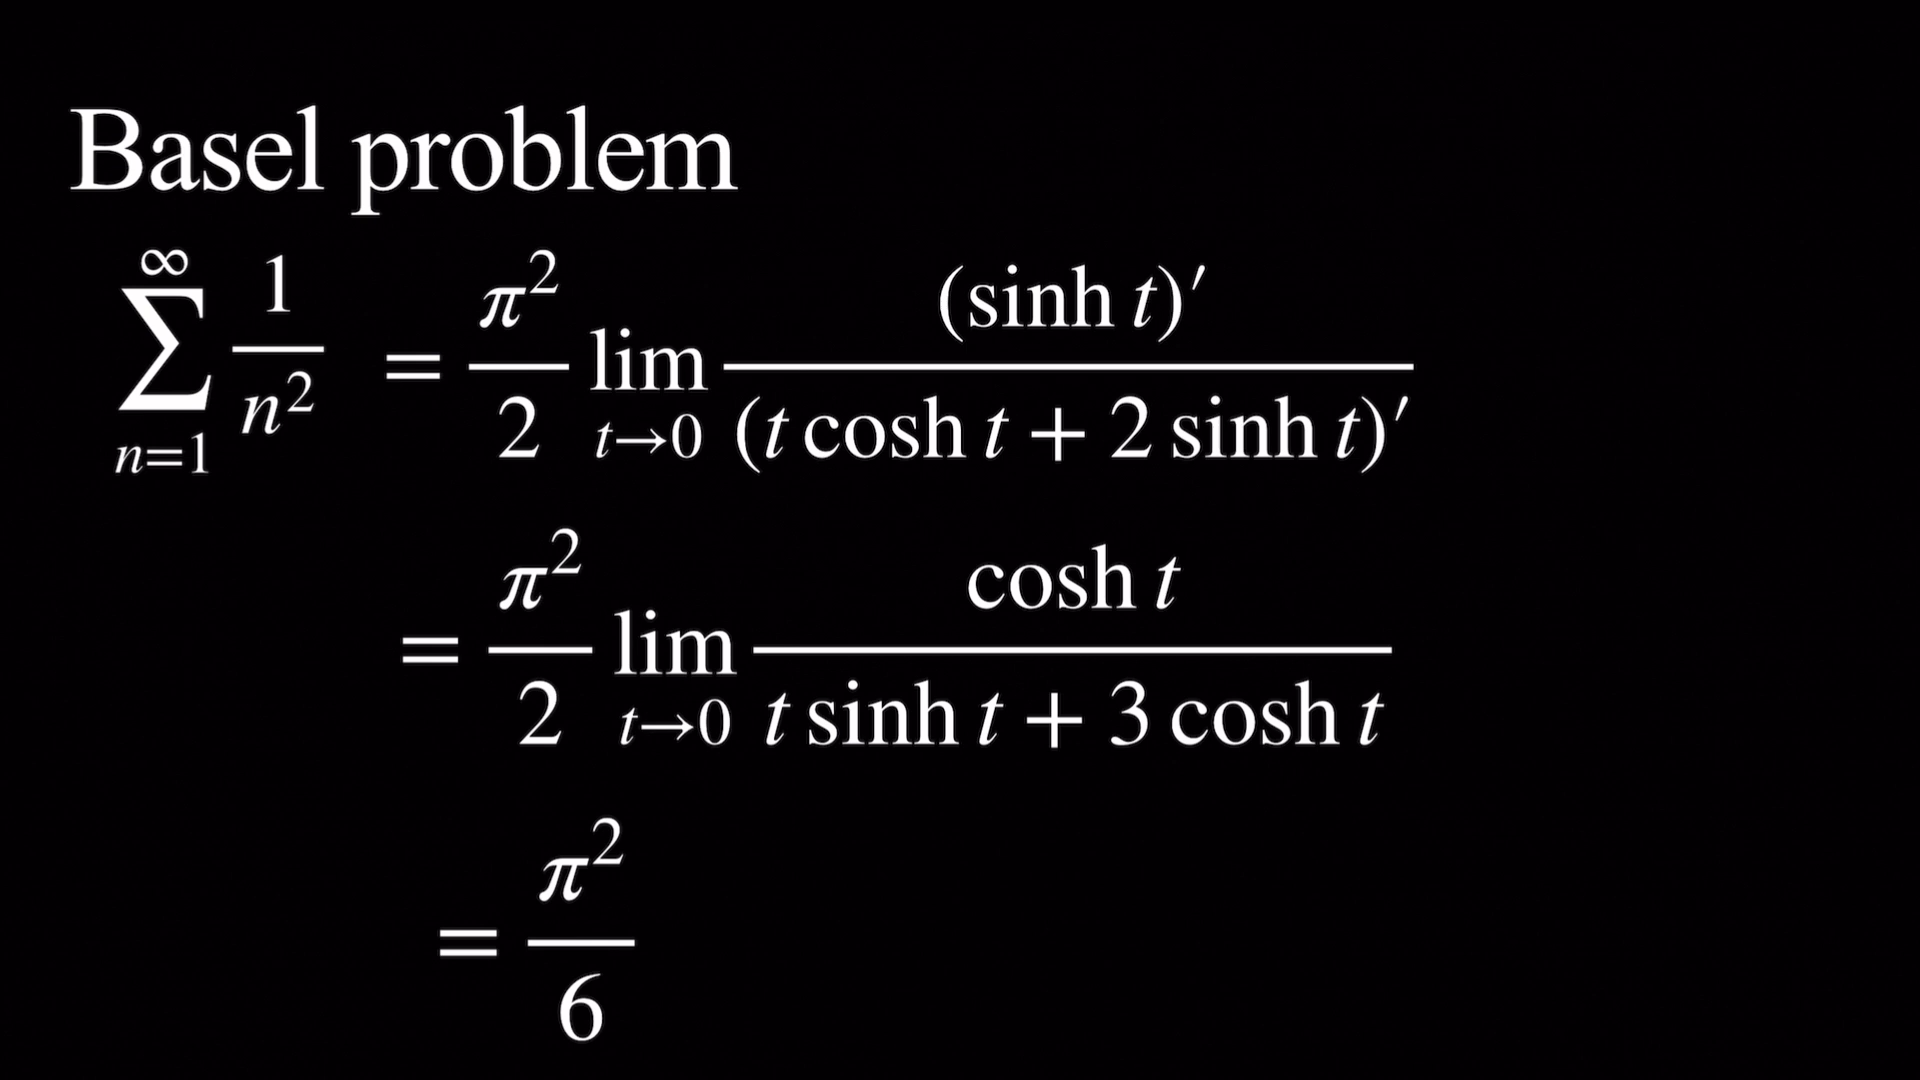 Basel problem
∑_{n=1}^{∞} 1/n² = π²/2 lim_{t→0} (sinh t)′/(t cosh t + 2 sinh t)′
= π²/2 lim_{t→0} cosh t/(t sinh t + 3 cosh t)
= π²/6